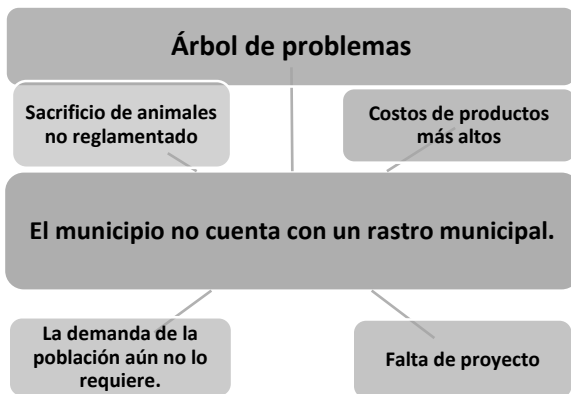 Árbol de problemas
Sacrificio de animales
no reglamentado
Costos de productos
más altos
El municipio no cuenta con un rastro municipal.
La demanda de la
población aún no lo
requiere.
Falta de proyecto